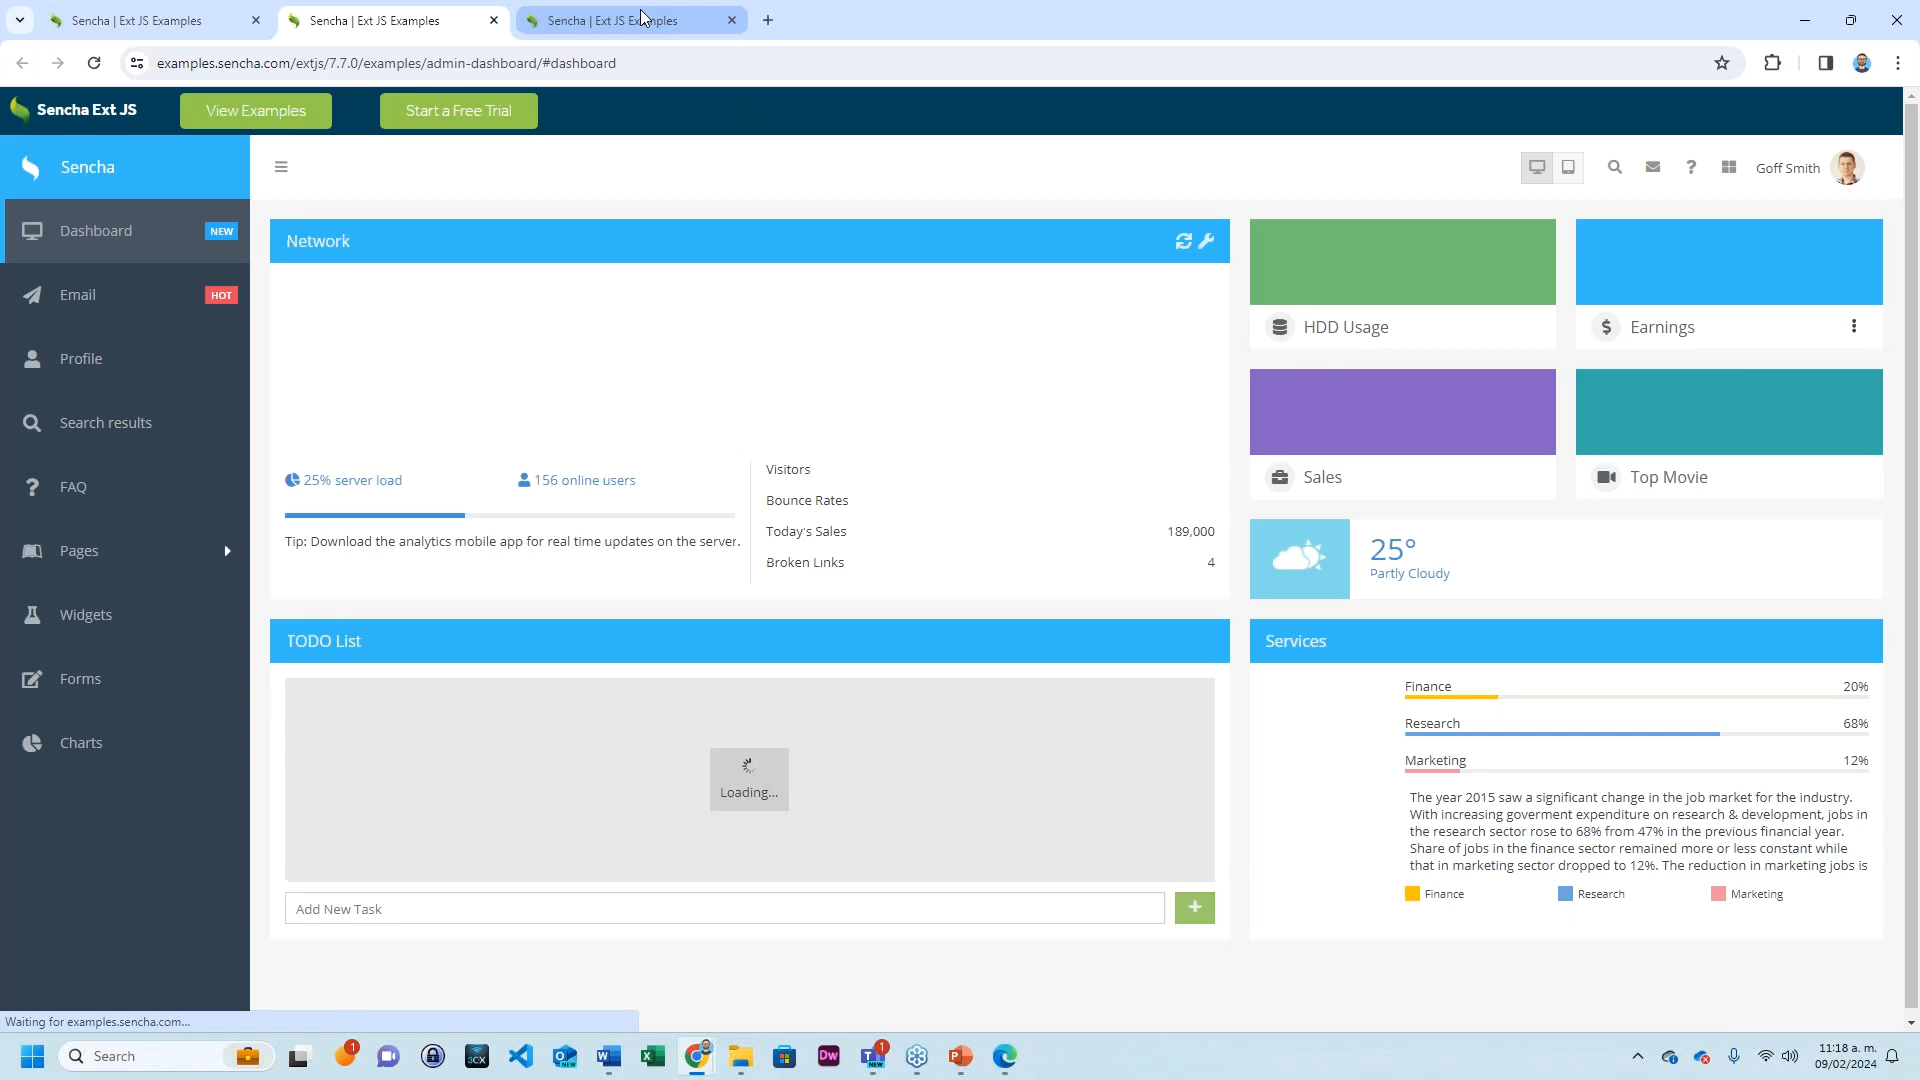 Sencha | Ext JS Examples
Sencha | Ext JS Examples
Sencha | Ext JS Examples
examples.sencha.com/extjs/7.7.0/examples/admin-dashboard/#dashboard
Sencha Ext JS
View Examples
Start a Free Trial
Sencha
Goff Smith
Dashboard
NEW
Email
HOT
Profile
Search results
FAQ
Pages
Widgets
Forms
Charts
Network
25% server load
156 online users
Tip: Download the analytics mobile app for real time updates on the server.
Visitors
Bounce Rates
Today's Sales 189,000
Broken Links 4
HDD Usage
Earnings
Sales
Top Movie
25°
Partly Cloudy
TODO List
Loading...
Add New Task
Services
Finance 20%
Research 68%
Marketing 12%
The year 2015 saw a significant change in the job market for the industry.
With increasing goverment expenditure on research & development, jobs in
the research sector rose to 68% from 47% in the previous financial year.
Share of jobs in the finance sector remained more or less constant while
that in marketing sector dropped to 12%. The reduction in marketing jobs is
Finance Research Marketing
Waiting for examples.sencha.com...
Search
1
NEW
3CX
Dw
1
NEW
11:18 a. m.
09/02/2024